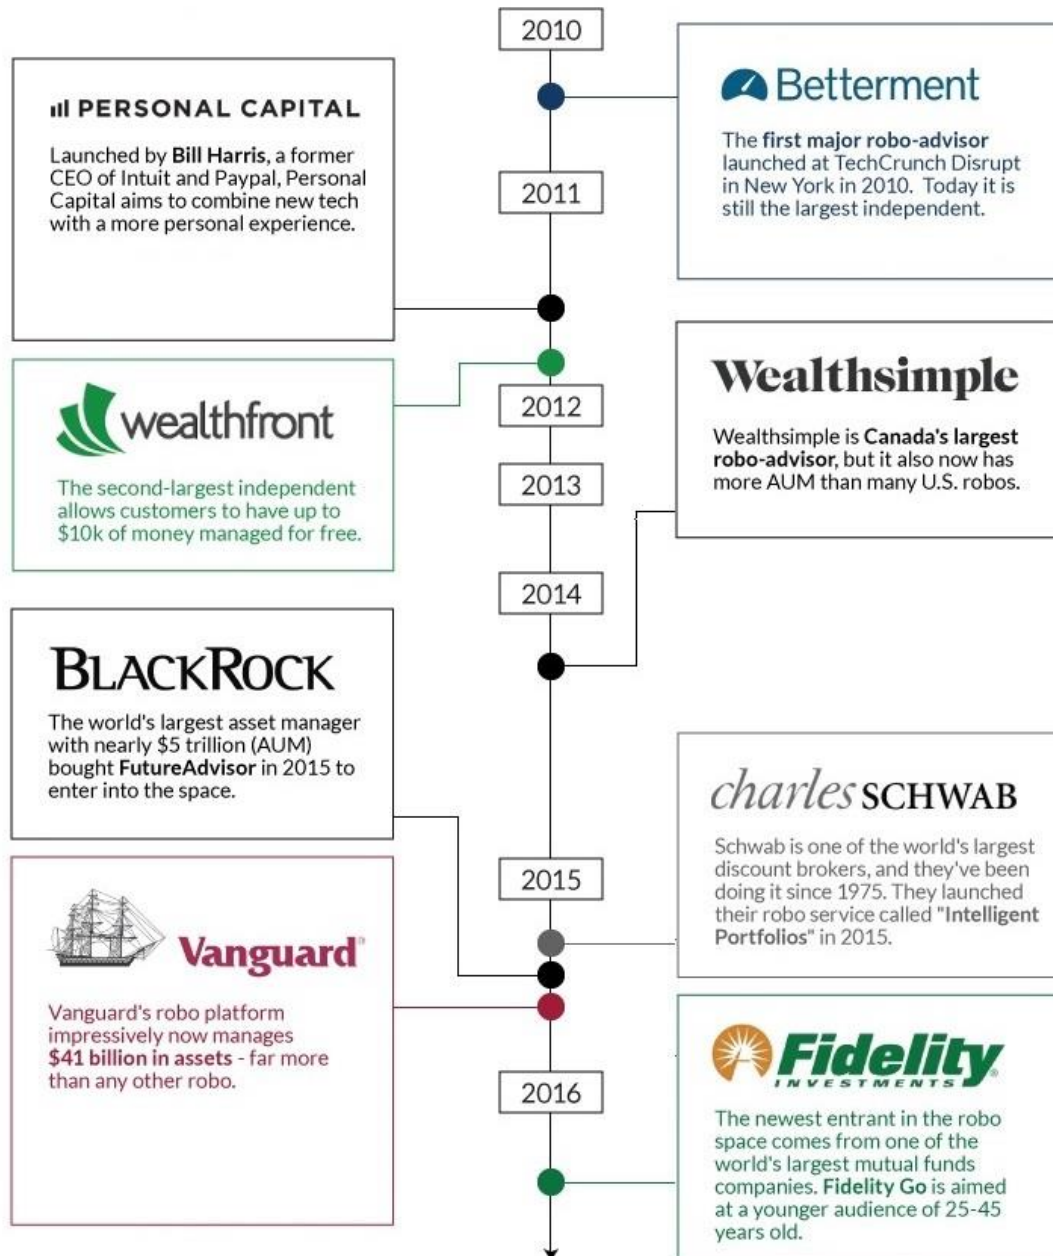 2010
Betterment
The first major robo-advisor
launched at TechCrunch Disrupt
in New York in 2010. Today it is
still the largest independent.
PERSONAL CAPITAL
Launched by Bill Harris, a former
CEO of Intuit and Paypal, Personal
Capital aims to combine new tech
with a more personal experience.
2011
wealthfront
The second-largest independent
allows customers to have up to
$10k of money managed for free.
2012
Wealthsimple
Wealthsimple is Canada's largest
robo-advisor, but it also now has
more AUM than many U.S. robos.
2013
2014
BLACKROCK
The world's largest asset manager
with nearly $5 trillion (AUM)
bought FutureAdvisor in 2015 to
enter into the space.
charles SCHWAB
Schwab is one of the world's largest
discount brokers, and they've been
doing it since 1975. They launched
their robo service called "Intelligent
Portfolios" in 2015.
2015
Vanguard®
Vanguard's robo platform
impressively now manages
$41 billion in assets - far more
than any other robo.
2016
Fidelity®
INVESTMENTS
The newest entrant in the robo
space comes from one of the
world's largest mutual funds
companies. Fidelity Go is aimed
at a younger audience of 25-45
years old.